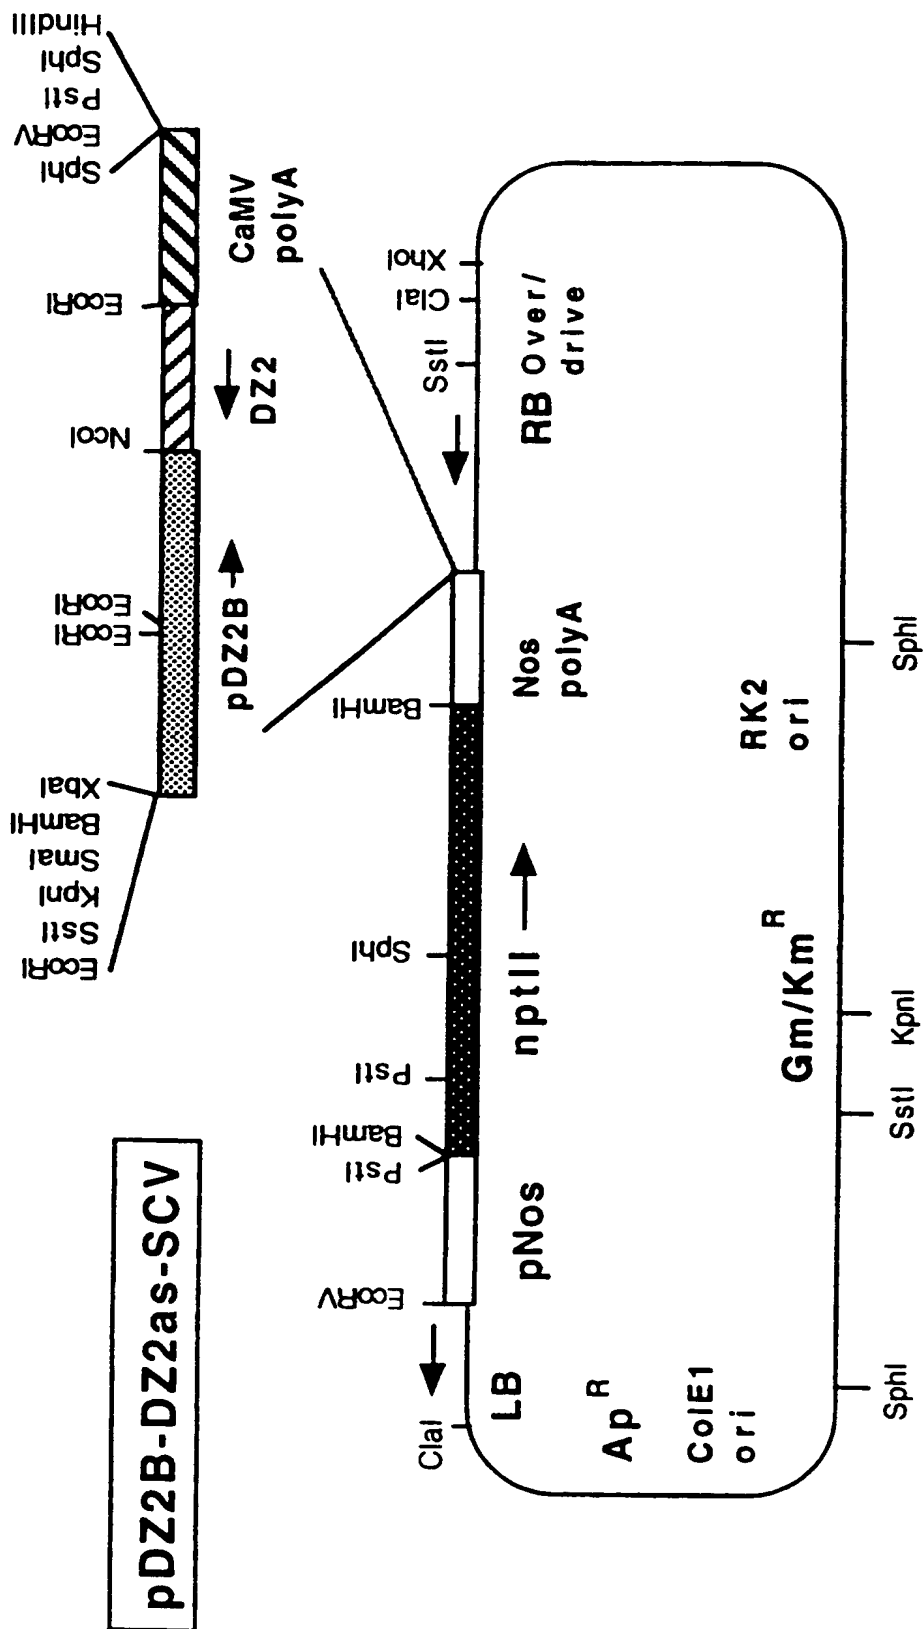 pDZ2B-DZ2as-SCV
EcoRI
SstI
KpnI
SmaI
BamHI
XbaI
EcoRI
EcoRI
NcoI
EcoRI
SphI
EcoRV
PstI
SphI
HindIII
pDZ2B
DZ2
CaMV
polyA
ClaI
EcoRV
PstI
BamHI
PstI
SphI
BamHI
SstI
ClaI
XhoI
LB
pNos
nptII
Nos
polyA
RB Over/
drive
Ap R
ColE1
ori
Gm/Km R
RK2
ori
SphI
SstI
KpnI
SphI